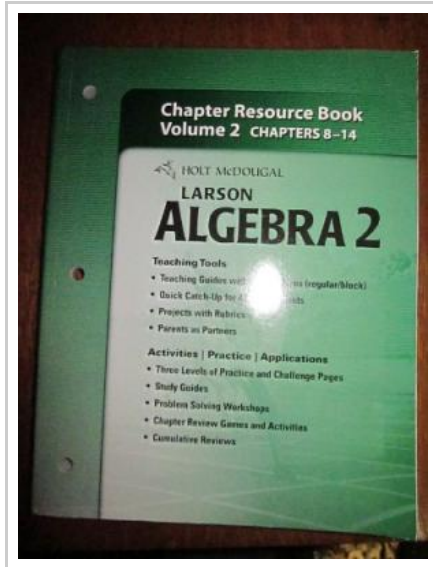 Chapter Resource Book
Volume 2 CHAPTERS 8–14
HOLT McDOUGAL
LARSON
ALGEBRA 2
Teaching Tools
• Teaching Guides (regular/block)
• Quick Catch-Up for
• Projects with Rubrics
• Parents as Partners
Activities | Practice | Applications
• Three Levels of Practice and Challenge Pages
• Study Guides
• Problem Solving Workshops
• Chapter Review Games and Activities
• Cumulative Reviews